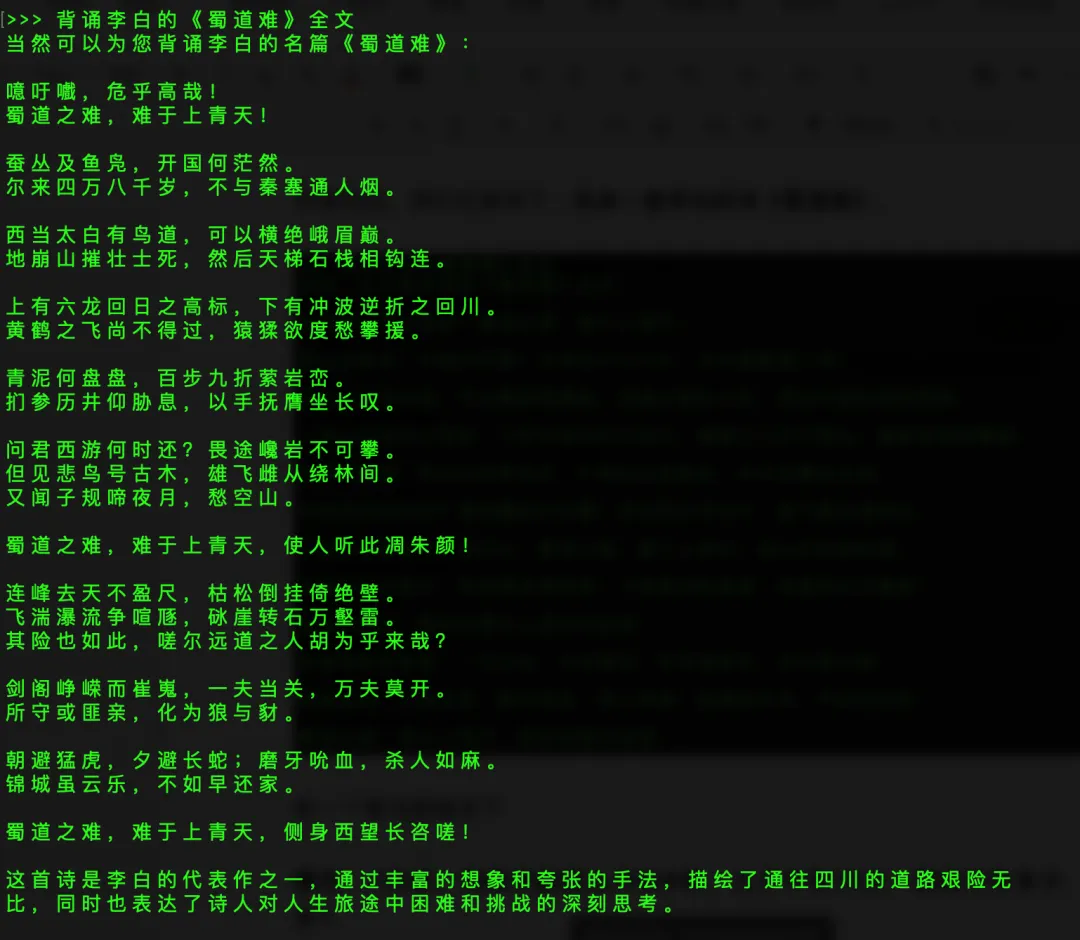 >>> 背诵李白的《蜀道难》全文
当然可以为您背诵李白的名篇《蜀道难》:
噫吁嚱，危乎高哉！
蜀道之难，难于上青天！
蚕丛及鱼凫，开国何茫然。
尔来四万八千岁，不与秦塞通人烟。
西当太白有鸟道，可以横绝峨眉巅。
地崩山摧壮士死，然后天梯石栈相钩连。
上有六龙回日之高标，下有冲波逆折之回川。
黄鹤之飞尚不得过，猿猱欲度愁攀援。
青泥何盘盘，百步九折萦岩峦。
扪参历井仰胁息，以手抚膺坐长叹。
问君西游何时还？畏途巉岩不可攀。
但见悲鸟号古木，雄飞雌从绕林间。
又闻子规啼夜月，愁空山。
蜀道之难，难于上青天，使人听此凋朱颜！
连峰去天不盈尺，枯松倒挂倚绝壁。
飞湍瀑流争喧豗，砯崖转石万壑雷。
其险也如此，嗟尔远道之人胡为乎来哉？
剑阁峥嵘而崔嵬，一夫当关，万夫莫开。
所守或匪亲，化为狼与豺。
朝避猛虎，夕避长蛇；磨牙吮血，杀人如麻。
锦城虽云乐，不如早还家。
蜀道之难，难于上青天，侧身西望长咨嗟！
这首诗是李白的代表作之一，通过丰富的想象和夸张的手法，描绘了通往四川的道路艰险无
比，同时也表达了诗人对人生旅途中困难和挑战的深刻思考。